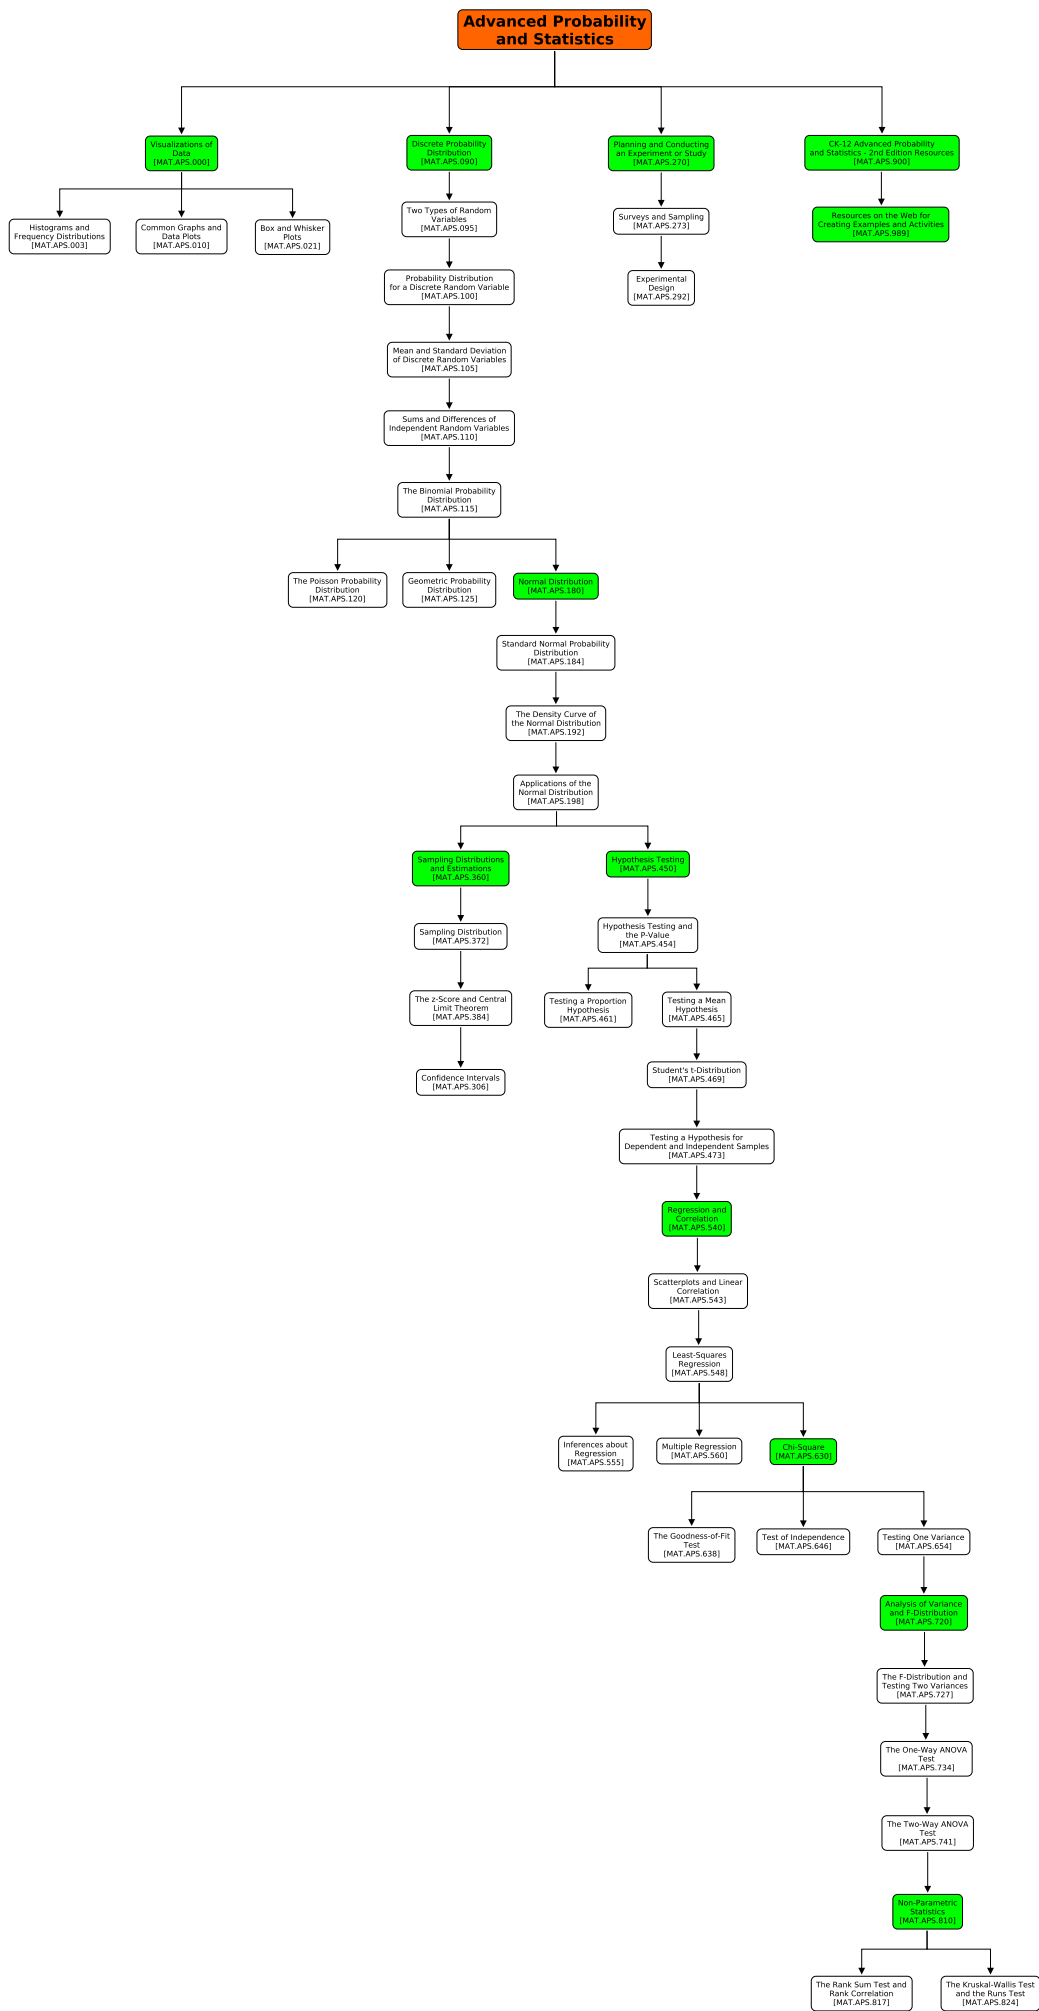 Advanced Probability
and Statistics
Visualizations of
Data
[MAT.APS.000]
Discrete Probability
Distribution
[MAT.APS.090]
Planning and Conducting
an Experiment or Study
[MAT.APS.270]
CK-12 Advanced Probability
and Statistics - 2nd Edition Resources
[MAT.APS.900]
Histograms and
Frequency Distributions
[MAT.APS.003]
Common Graphs and
Data Plots
[MAT.APS.010]
Box and Whisker
Plots
[MAT.APS.021]
Two Types of Random
Variables
[MAT.APS.095]
Surveys and Sampling
[MAT.APS.273]
Resources on the Web for
Creating Examples and Activities
[MAT.APS.989]
Probability Distribution
for a Discrete Random Variable
[MAT.APS.100]
Experimental
Design
[MAT.APS.292]
Mean and Standard Deviation
of Discrete Random Variables
[MAT.APS.105]
Sums and Differences of
Independent Random Variables
[MAT.APS.110]
The Binomial Probability
Distribution
[MAT.APS.115]
The Poisson Probability
Distribution
[MAT.APS.120]
Geometric Probability
Distribution
[MAT.APS.125]
Normal Distribution
[MAT.APS.180]
Standard Normal Probability
Distribution
[MAT.APS.184]
The Density Curve of
the Normal Distribution
[MAT.APS.192]
Applications of the
Normal Distribution
[MAT.APS.198]
Sampling Distributions
and Estimations
[MAT.APS.360]
Hypothesis Testing
[MAT.APS.450]
Sampling Distribution
[MAT.APS.372]
Hypothesis Testing and
the P-Value
[MAT.APS.454]
The z-Score and Central
Limit Theorem
[MAT.APS.384]
Testing a Proportion
Hypothesis
[MAT.APS.461]
Testing a Mean
Hypothesis
[MAT.APS.465]
Confidence Intervals
[MAT.APS.306]
Student's t-Distribution
[MAT.APS.469]
Testing a Hypothesis for
Dependent and Independent Samples
[MAT.APS.473]
Regression and
Correlation
[MAT.APS.540]
Scatterplots and Linear
Correlation
[MAT.APS.543]
Least-Squares
Regression
[MAT.APS.548]
Inferences about
Regression
[MAT.APS.555]
Multiple Regression
[MAT.APS.560]
Chi-Square
[MAT.APS.630]
The Goodness-of-Fit
Test
[MAT.APS.638]
Test of Independence
[MAT.APS.646]
Testing One Variance
[MAT.APS.654]
Analysis of Variance
and F-Distribution
[MAT.APS.720]
The F-Distribution and
Testing Two Variances
[MAT.APS.727]
The One-Way ANOVA
Test
[MAT.APS.734]
The Two-Way ANOVA
Test
[MAT.APS.741]
Non-Parametric
Statistics
[MAT.APS.810]
The Rank Sum Test and
Rank Correlation
[MAT.APS.817]
The Kruskal-Wallis Test
and the Runs Test
[MAT.APS.824]